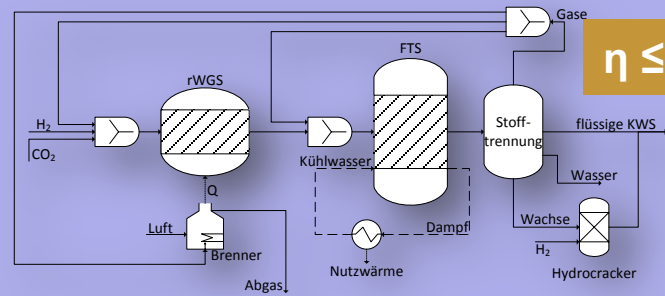 Gase
η ≤
rWGS
FTS
H₂
CO₂
Stoff-
trennung
flüssige KWS
Kühlwasser
Wasser
Q
Luft
Brenner
Dampf
Wachse
H₂
Nutzwärme
Abgas
Hydrocracker